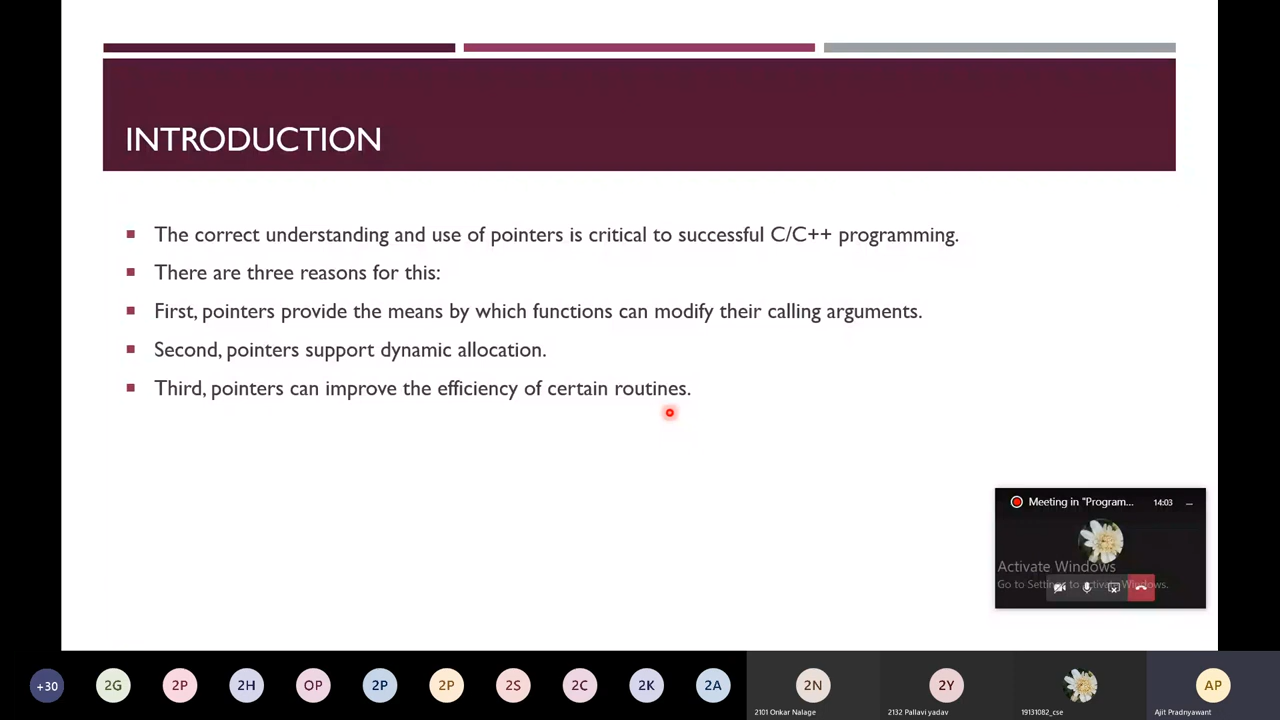 INTRODUCTION
The correct understanding and use of pointers is critical to successful C/C++ programming.
There are three reasons for this:
First, pointers provide the means by which functions can modify their calling arguments.
Second, pointers support dynamic allocation.
Third, pointers can improve the efficiency of certain routines.
Meeting in "Program... 14:03
Activate Windows
Go to Settings to activate Windows.
+30 2G 2P 2H OP 2P 2P 2S 2C 2K 2A 2N 2Y AP
2101 Onkar Nalage 2132 Pallavi yadav 19131082_cse Ajit Pradnyawant